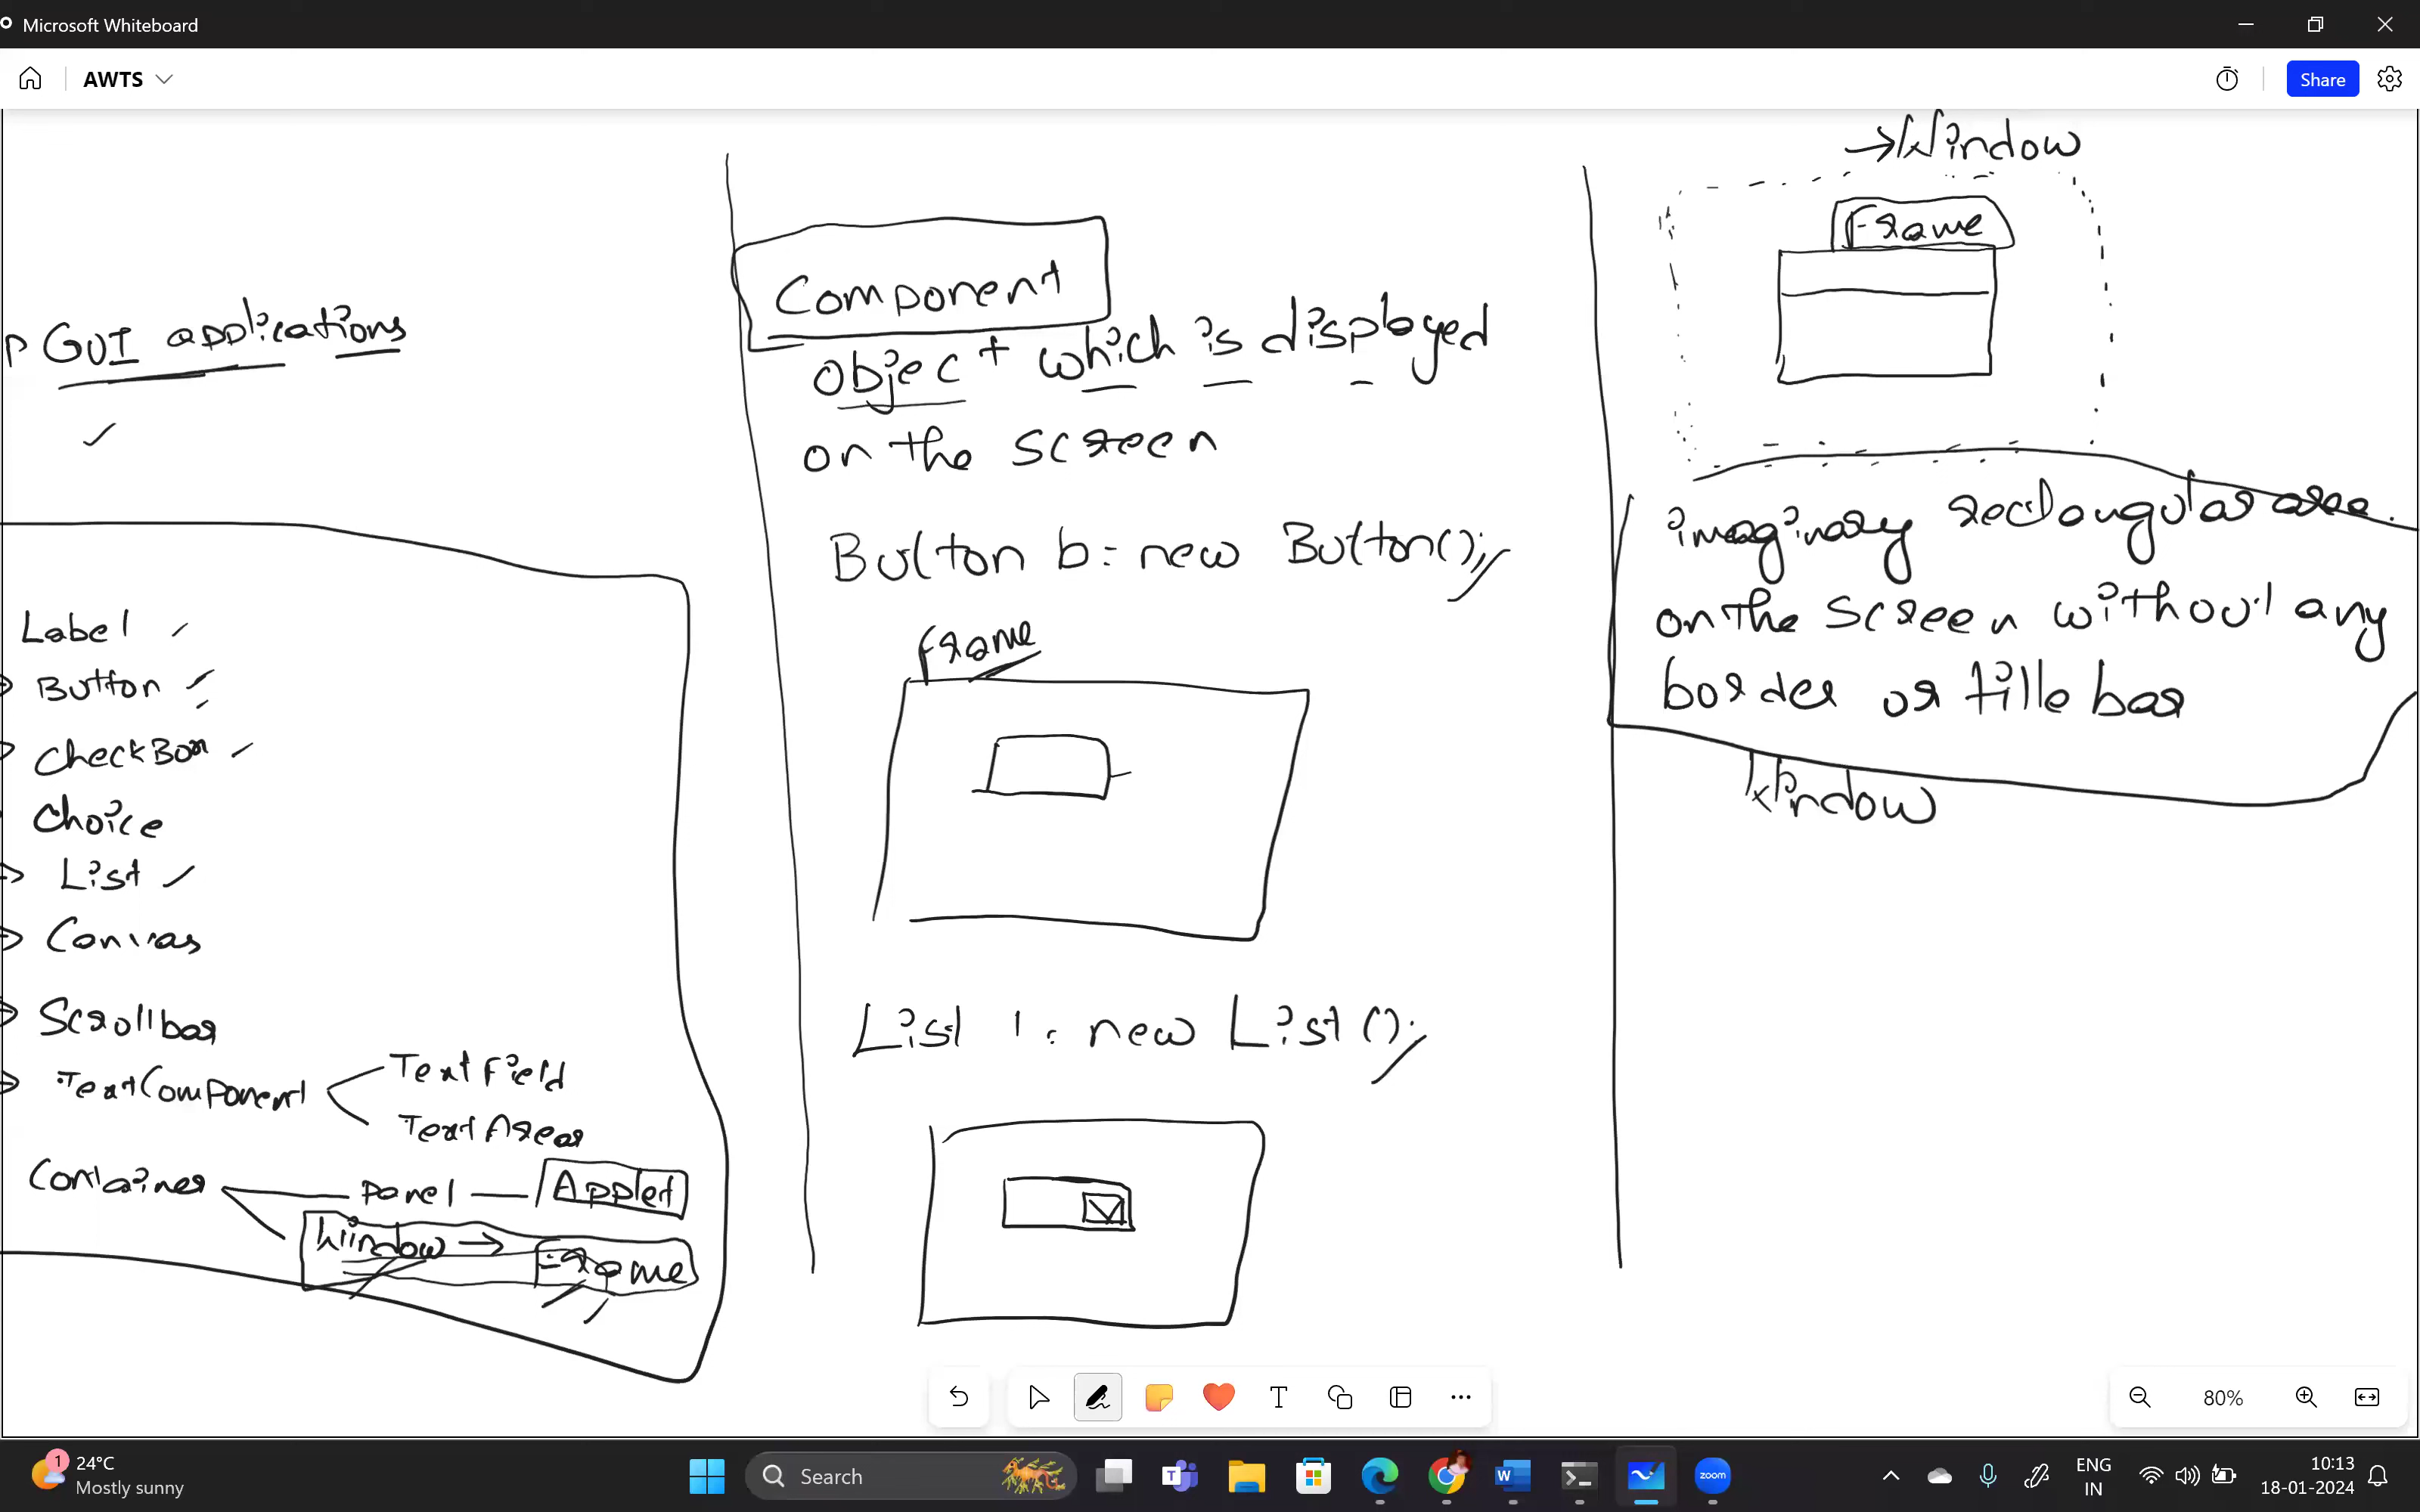 Microsoft Whiteboard
AWTS
Share
P GUI applications
Label
Button
CheckBox
Choice
List
Canvas
Scrollbar
TextComponent
TextField
TextArea
Container
Panel
Applet
Window
Frame
Component
object which is displayed
on the screen
Button b = new Button();
Frame
List l = new List();
Window
Frame
imaginary rectangular area.
on the screen without any
border or title bar
Window
80%
1
24°C
Mostly sunny
Search
zoom
ENG
IN
10:13
18-01-2024